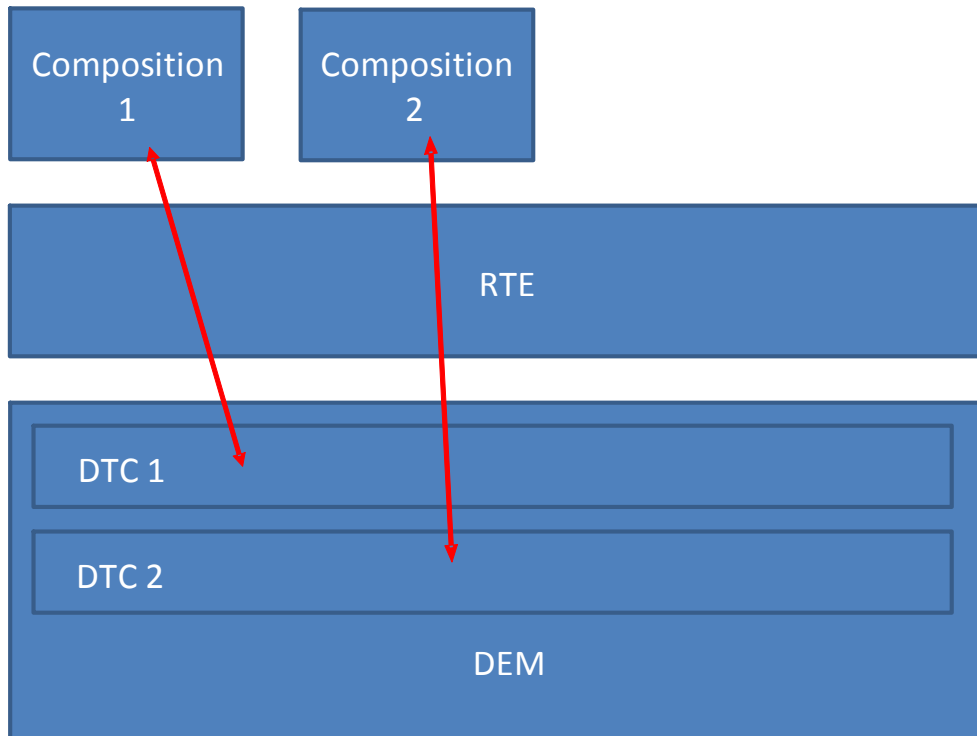 Composition
1
Composition
2
RTE
DTC 1
DTC 2
DEM